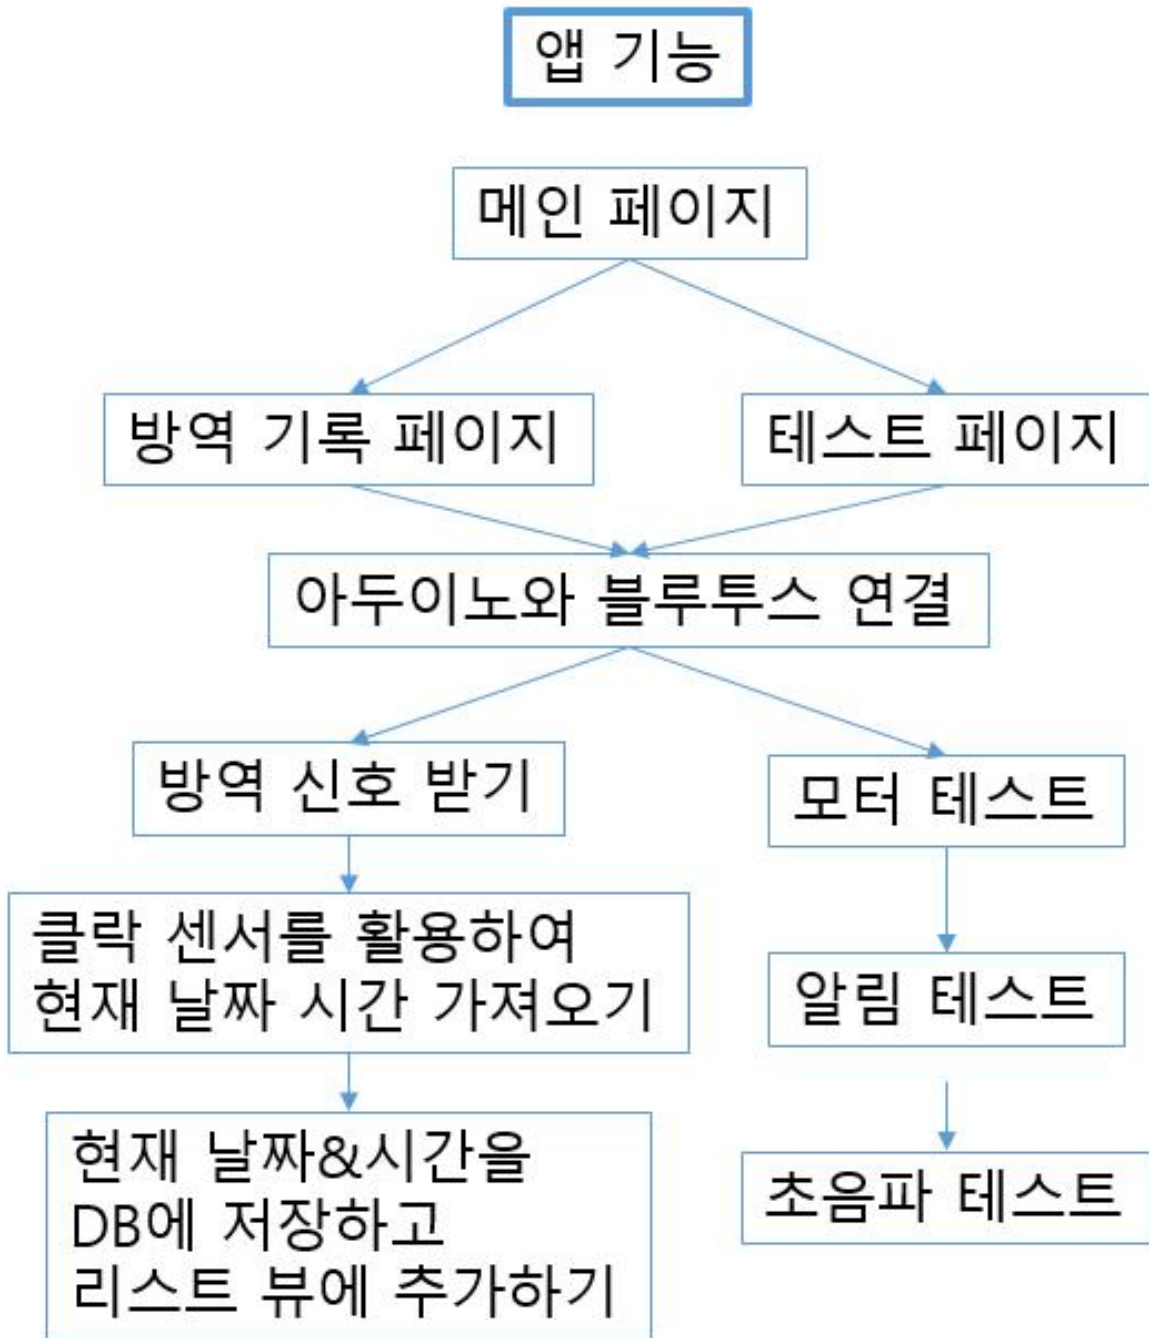 앱 기능
메인 페이지
방역 기록 페이지
테스트 페이지
아두이노와 블루투스 연결
방역 신호 받기
모터 테스트
클락 센서를 활용하여
현재 날짜 시간 가져오기
알림 테스트
현재 날짜&시간을
DB에 저장하고
리스트 뷰에 추가하기
초음파 테스트